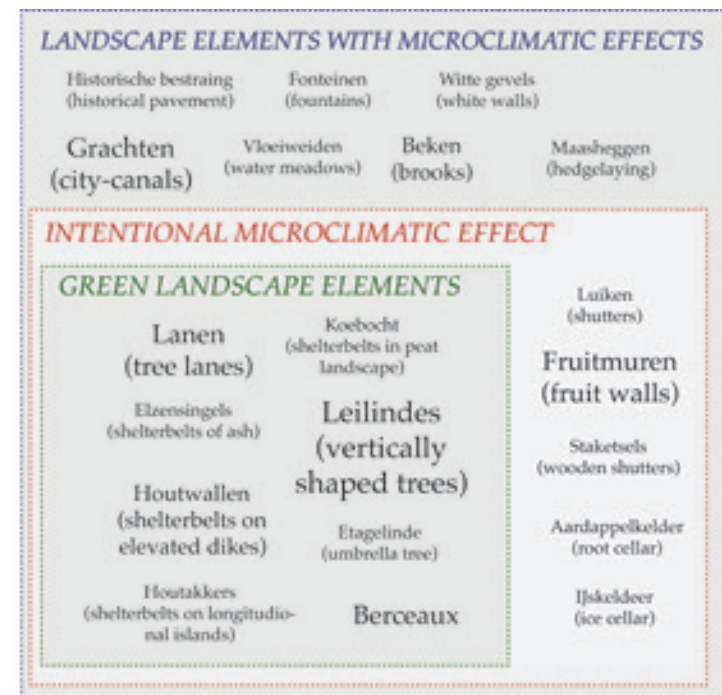 LANDSCAPE ELEMENTS WITH MICROCLIMATIC EFFECTS
Historische bestraing
(historical pavement)
Fonteinen
(fountains)
Witte gevels
(white walls)
Grachten
(city-canals)
Vloeiweiden
(water meadows)
Beken
(brooks)
Maasheggen
(hedgelaying)
INTENTIONAL MICROCLIMATIC EFFECT
GREEN LANDSCAPE ELEMENTS
Lanen
(tree lanes)
Koebocht
(shelterbelts in peat
landscape)
Elzensingels
(shelterbelts of ash)
Leilindes
(vertically
shaped trees)
Houtwallen
(shelterbelts on
elevated dikes)
Etagelinde
(umbrella tree)
Houtakkers
(shelterbelts on longitudio-
nal islands)
Berceaux
Luiken
(shutters)
Fruitmuren
(fruit walls)
Staketsels
(wooden shutters)
Aardappelkelder
(root cellar)
IJskeldeer
(ice cellar)